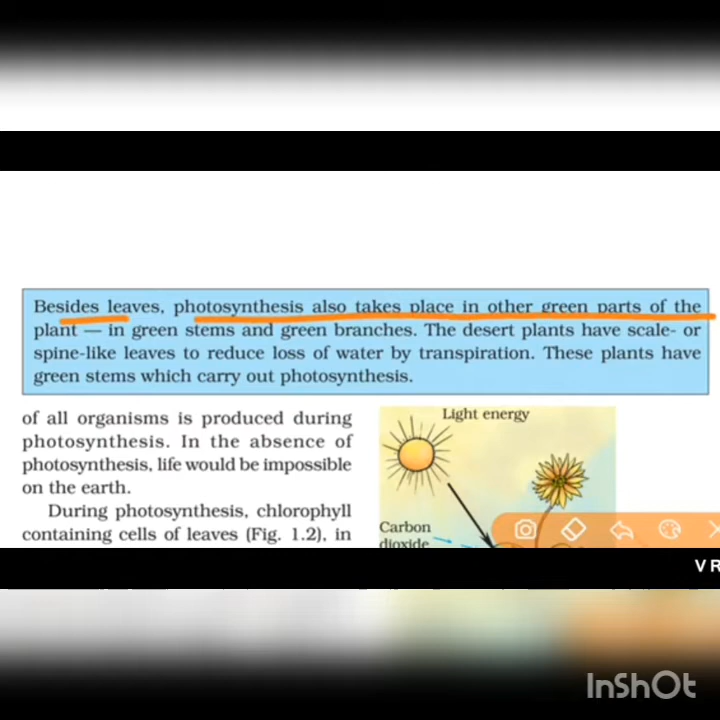 Besides leaves, photosynthesis also takes place in other green parts of the
plant — in green stems and green branches. The desert plants have scale- or
spine-like leaves to reduce loss of water by transpiration. These plants have
green stems which carry out photosynthesis.
of all organisms is produced during
photosynthesis. In the absence of
photosynthesis, life would be impossible
on the earth.
During photosynthesis, chlorophyll
containing cells of leaves (Fig. 1.2), in
Light energy
Carbon
dioxide
VR
InShOt